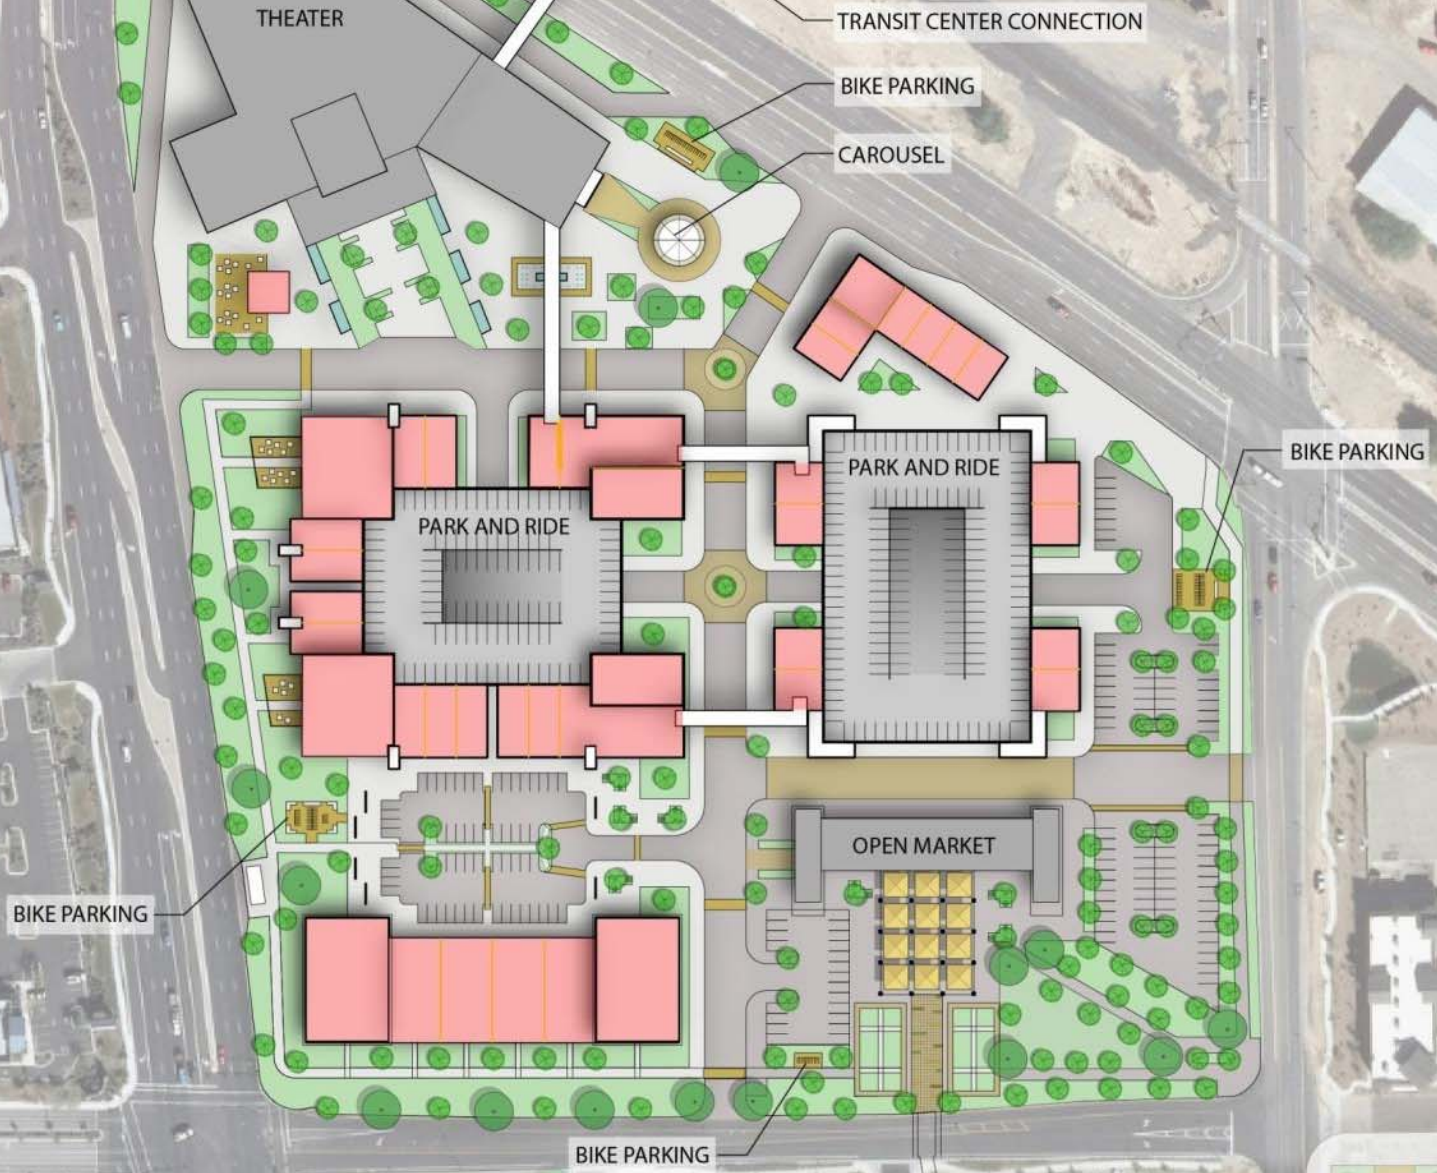 THEATER
TRANSIT CENTER CONNECTION
BIKE PARKING
CAROUSEL
BIKE PARKING
PARK AND RIDE
PARK AND RIDE
OPEN MARKET
BIKE PARKING
BIKE PARKING